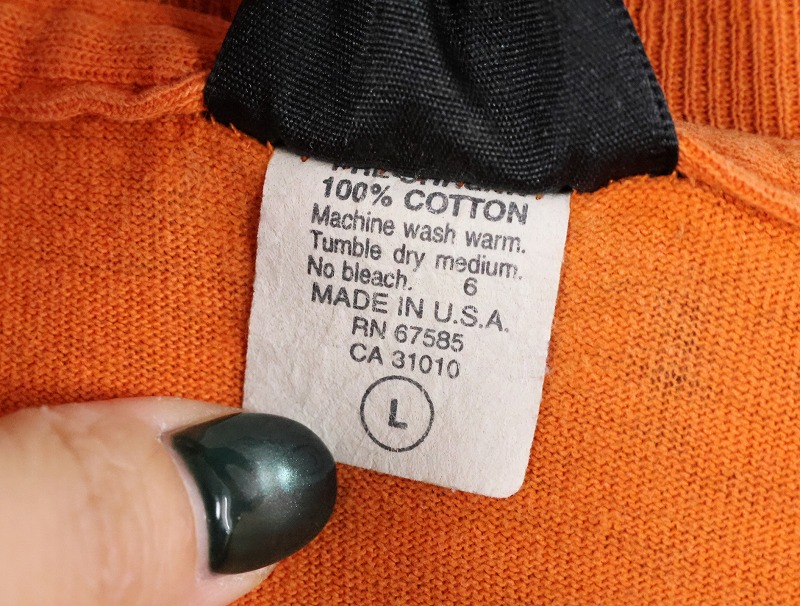 100% COTTON
Machine wash warm.
Tumble dry medium.
No bleach. 6
MADE IN U.S.A.
RN 67585
CA 31010
L